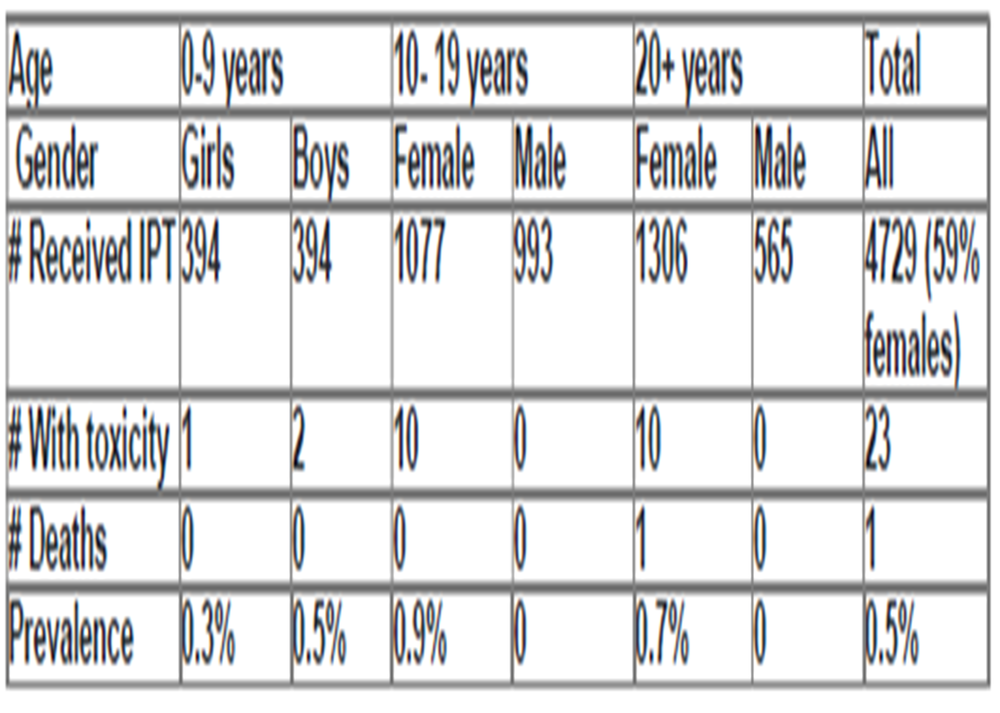 Age 0-9 years 10- 19 years 20+ years Total
Gender Girls Boys Female Male Female Male All
# Received IPT 394 394 1077 993 1306 565 4729 (59%
females)
# With toxicity 1 2 10 0 10 0 23
# Deaths 0 0 0 0 1 0 1
Prevalence 0.3% 0.5% 0.9% 0 0.7% 0 0.5%